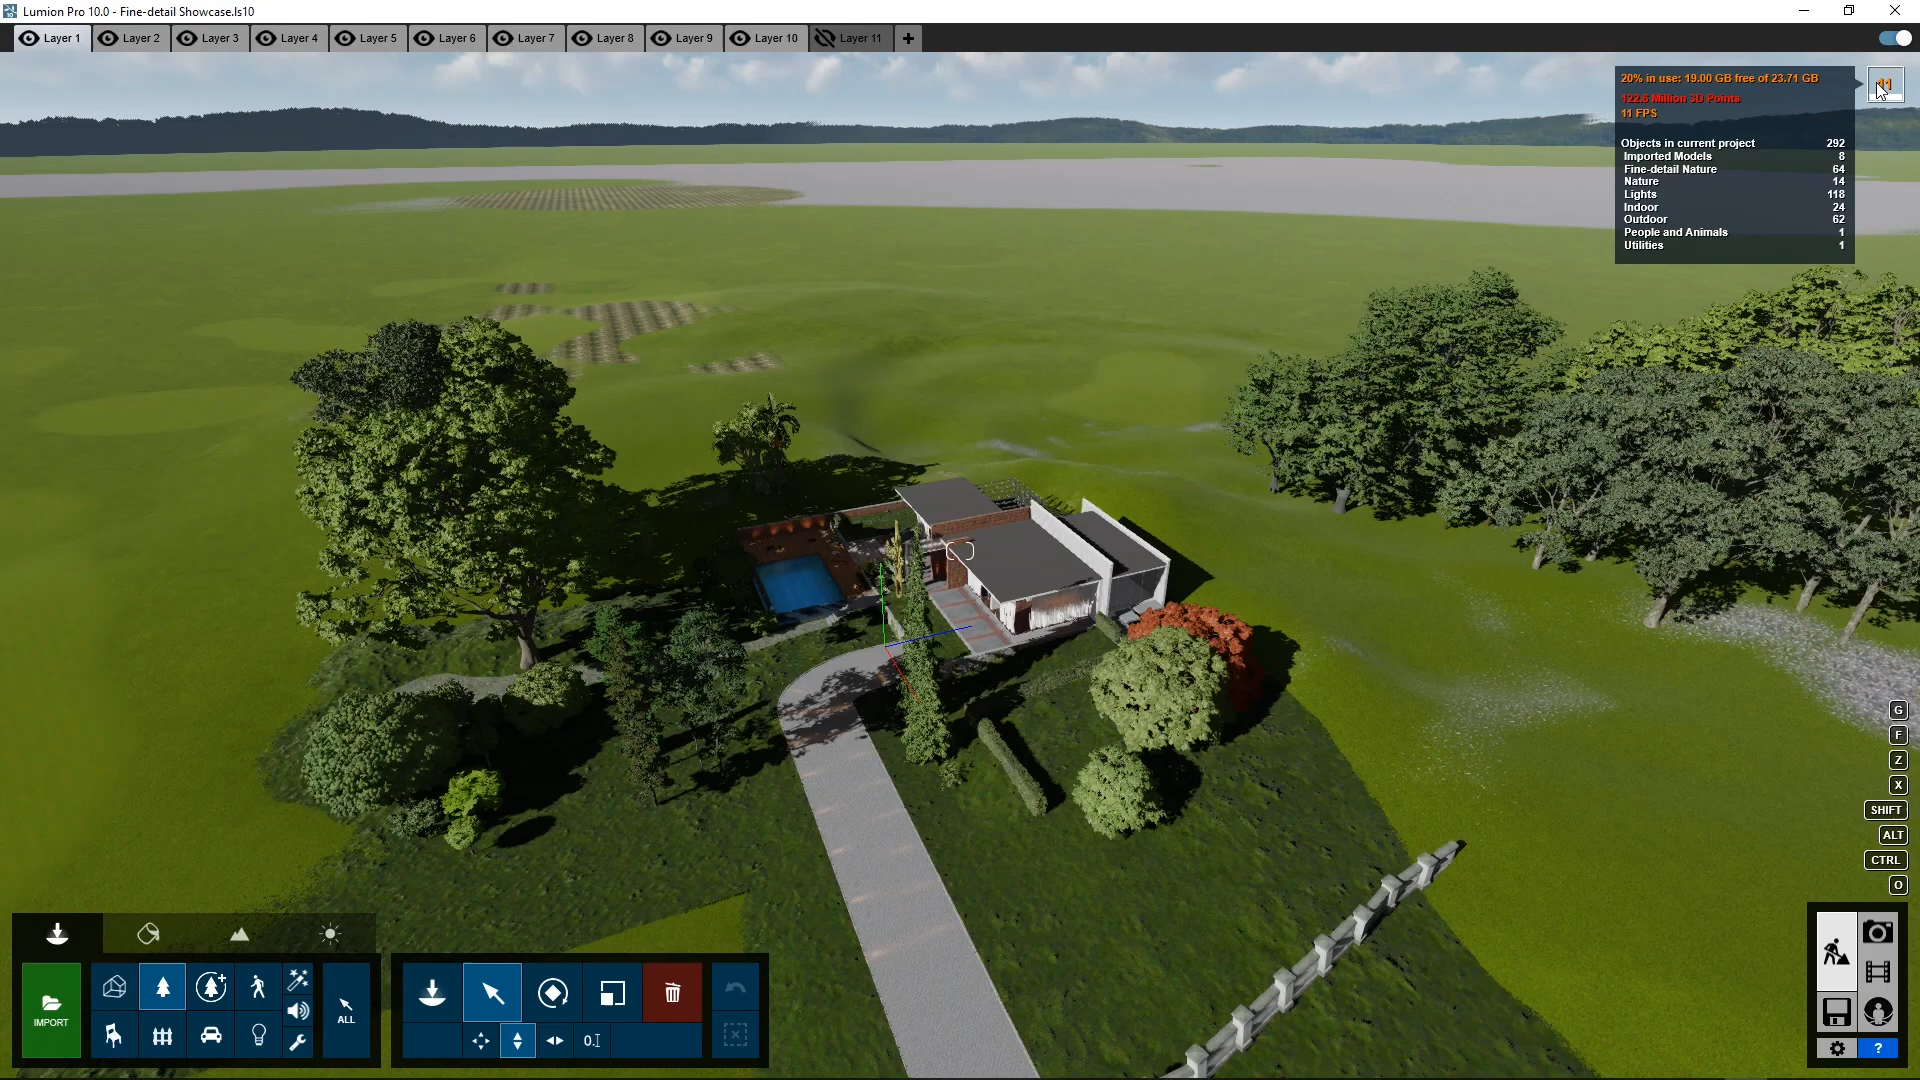 Lumion Pro 10.0 - Fine-detail Showcase.ls10
Layer 1
Layer 2
Layer 3
Layer 4
Layer 5
Layer 6
Layer 7
Layer 8
Layer 9
Layer 10
Layer 11
20% in use: 19.00 GB free of 23.71 GB
122.6 Million 3D Points
11 FPS
11
Objects in current project 292
Imported Models 8
Fine-detail Nature 64
Nature 14
Lights 118
Indoor 24
Outdoor 62
People and Animals 1
Utilities 1
G
F
Z
X
SHIFT
ALT
CTRL
O
IMPORT
ALL
0.
?